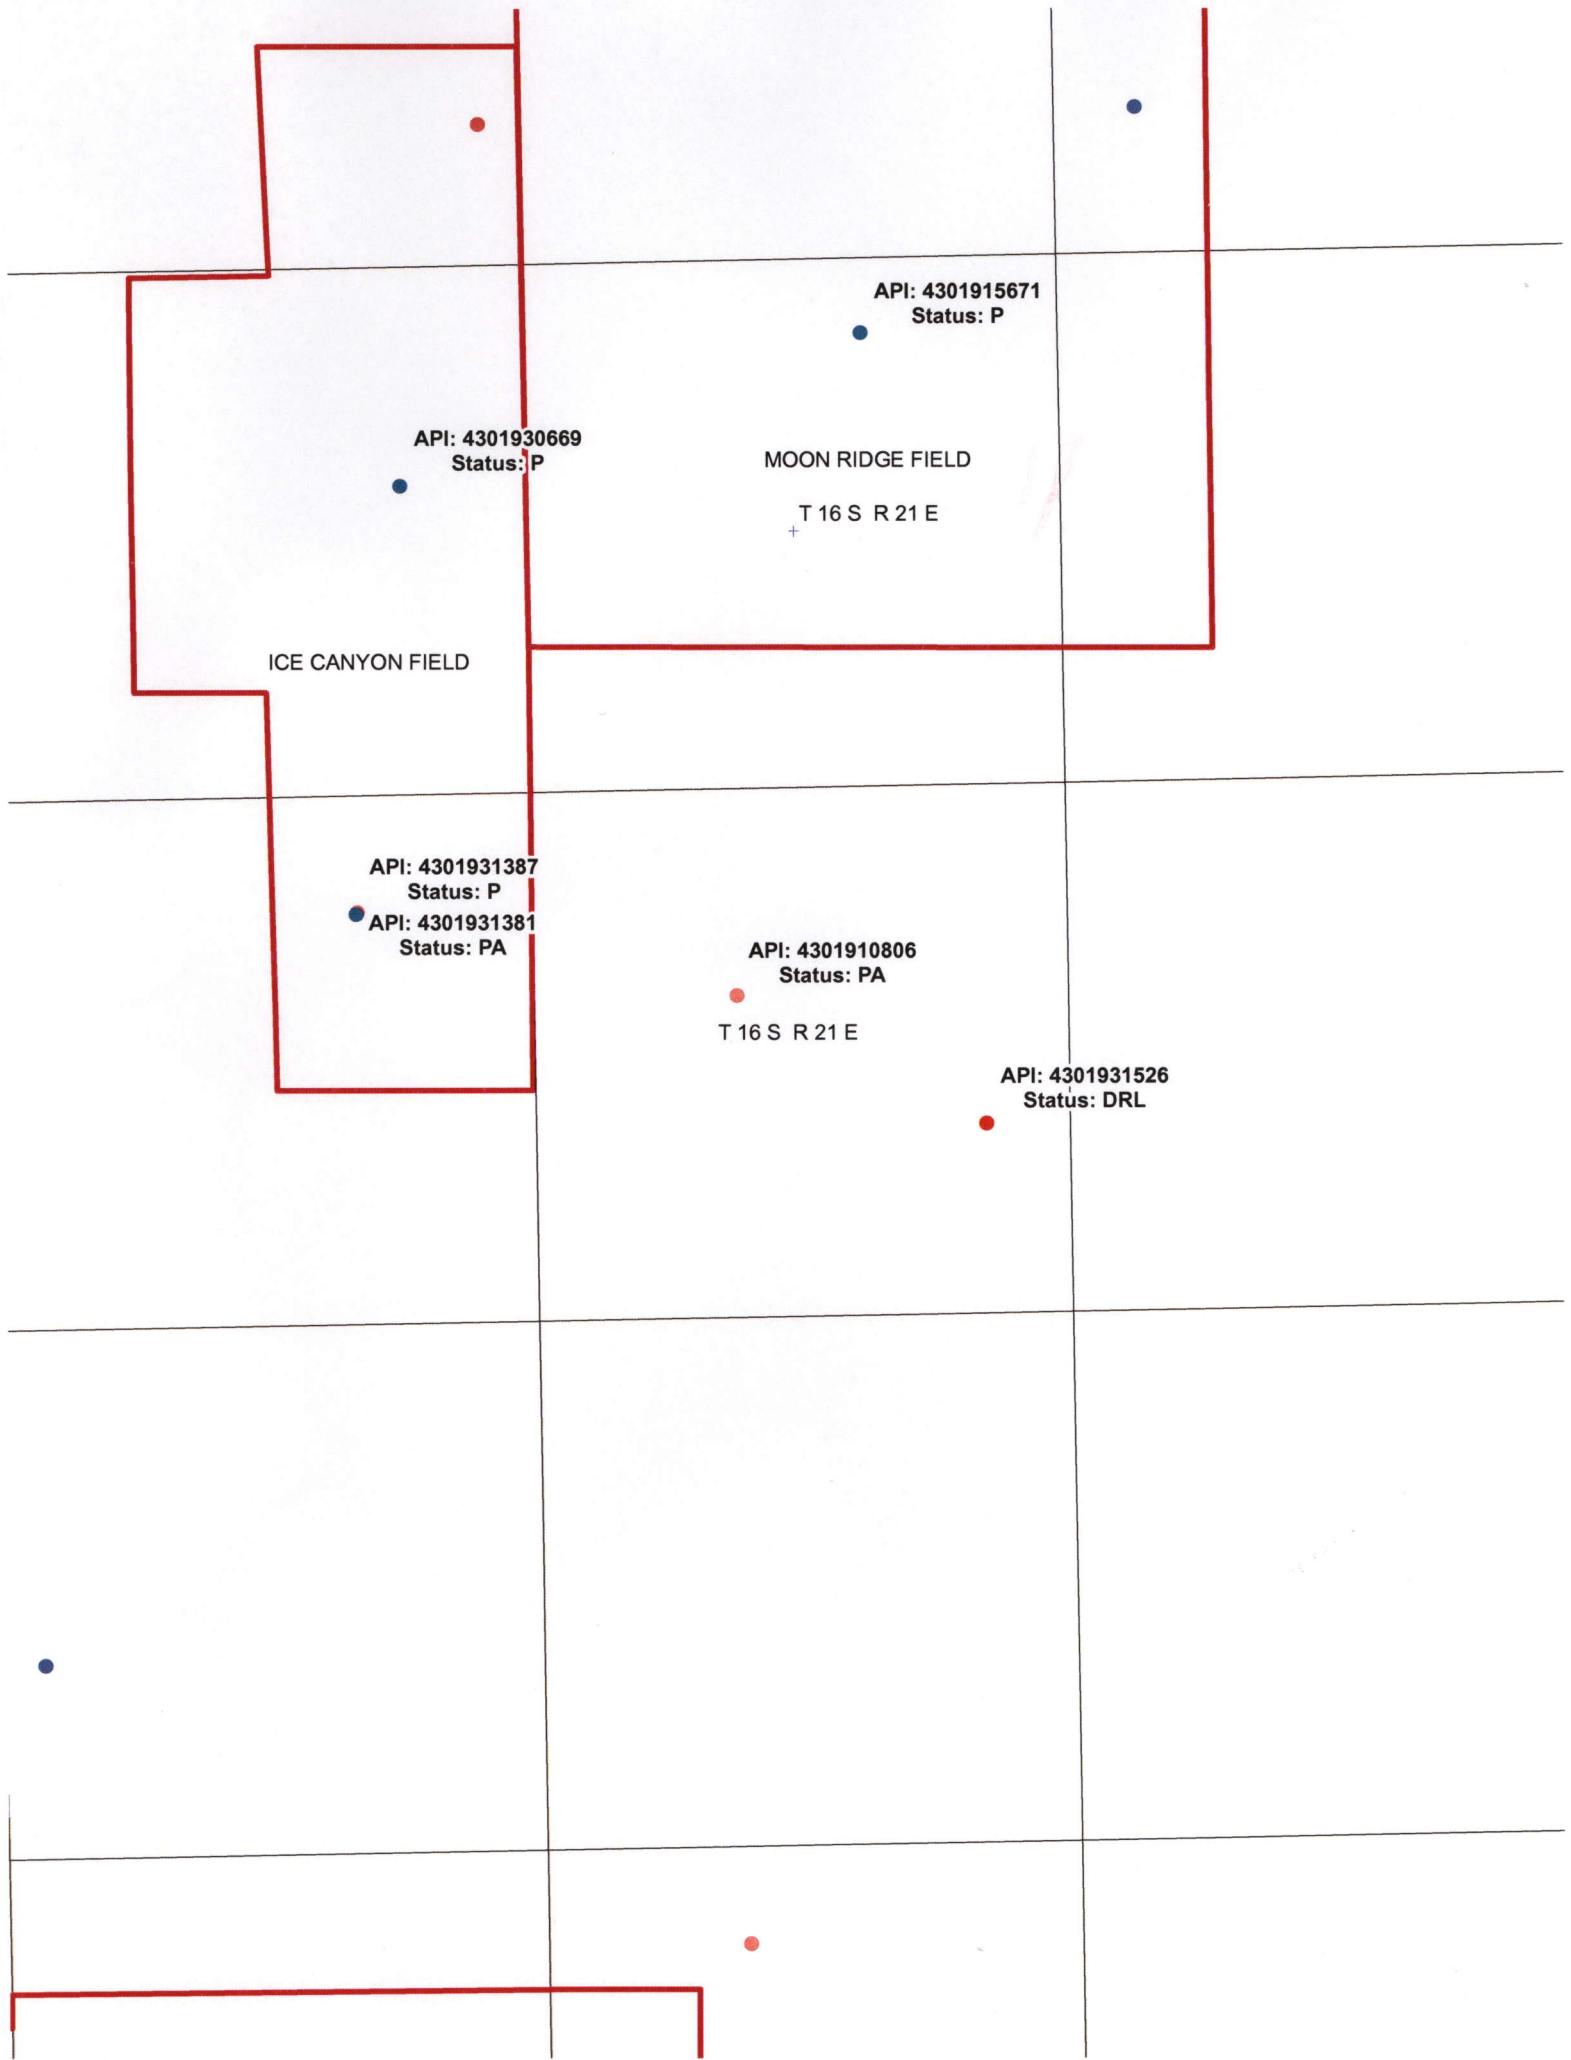 API: 4301915671
Status: P
API: 4301930669
Status: P
MOON RIDGE FIELD
T 16 S R 21 E
ICE CANYON FIELD
API: 4301931387
Status: P
API: 4301931381
Status: PA
API: 4301910806
Status: PA
T 16 S R 21 E
API: 4301931526
Status: DRL